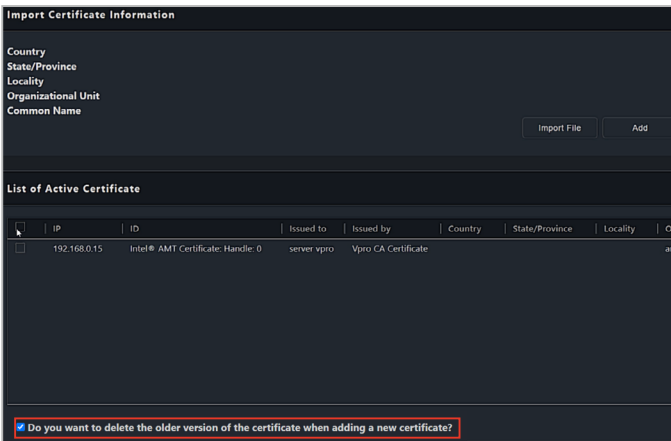 Import Certificate Information
Country
State/Province
Locality
Organizational Unit
Common Name
Import File Add
List of Active Certificate
IP ID Issued to Issued by Country State/Province Locality
192.168.0.15 Intel® AMT Certificate: Handle: 0 server vpro Vpro CA Certificate
Do you want to delete the older version of the certificate when adding a new certificate?